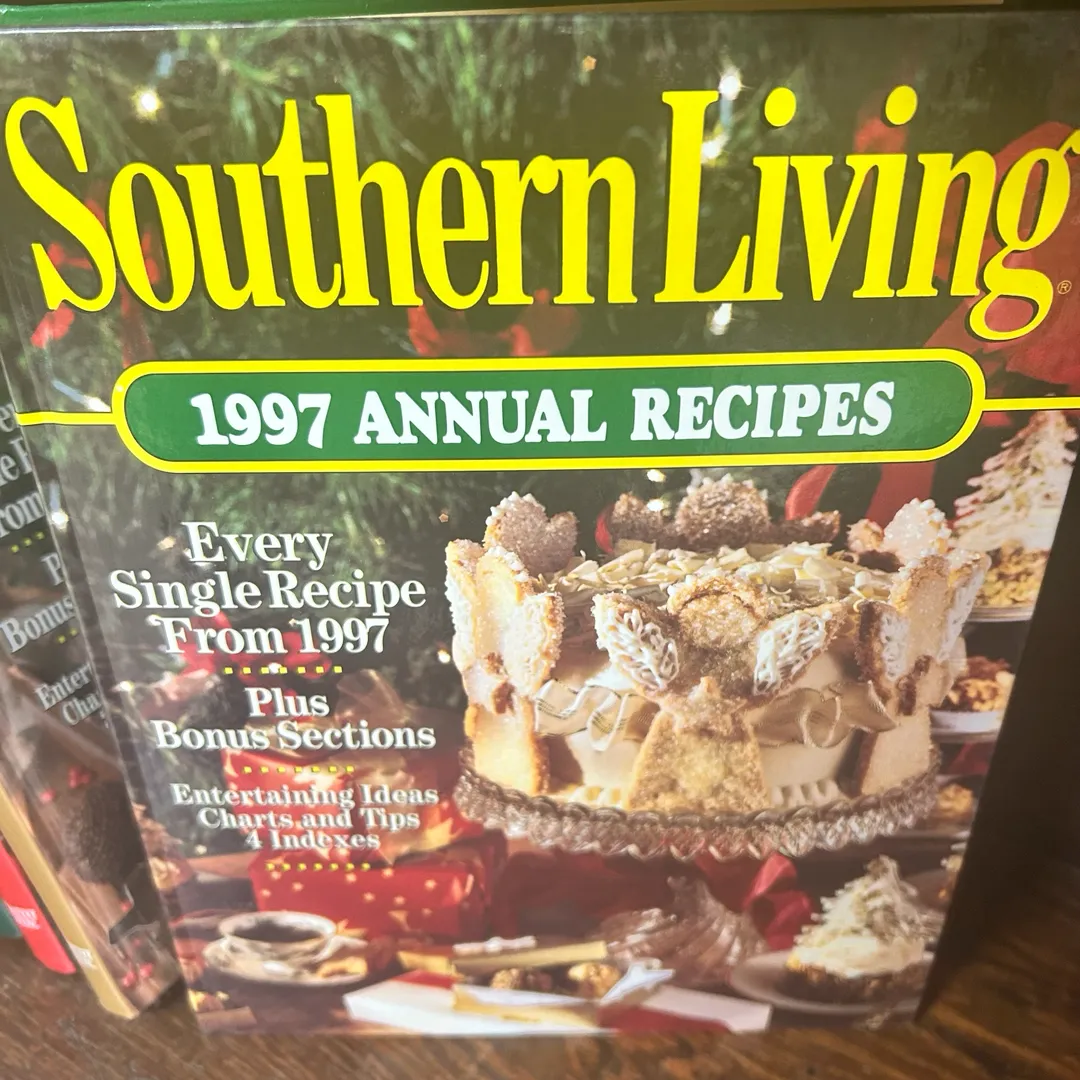 Southern Living®
1997 ANNUAL RECIPES
Every
Single Recipe
From 1997
Plus
Bonus Sections
Entertaining Ideas
Charts and Tips
4 Indexes
Bonus